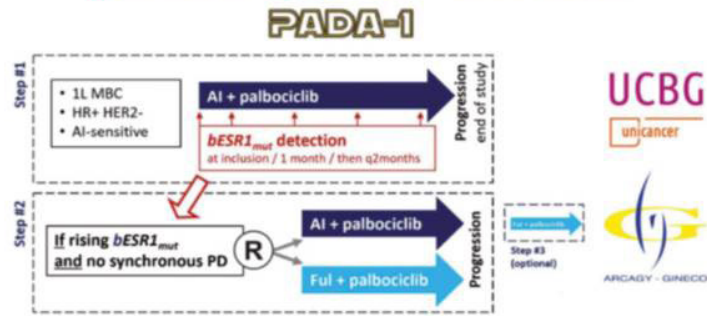 PADA-1
Step #1
• 1L MBC
• HR+ HER2-
• AI-sensitive
AI + palbociclib
bESR1mut detection
at inclusion / 1 month / then q2months
Progression
end of study
Step #2
If rising bESR1mut
and no synchronous PD
R
AI + palbociclib
Ful + palbociclib
Progression
Ful + palbociclib
Step #3
(optional)
UCBG
unicancer
G
ARCAGY - GINECO